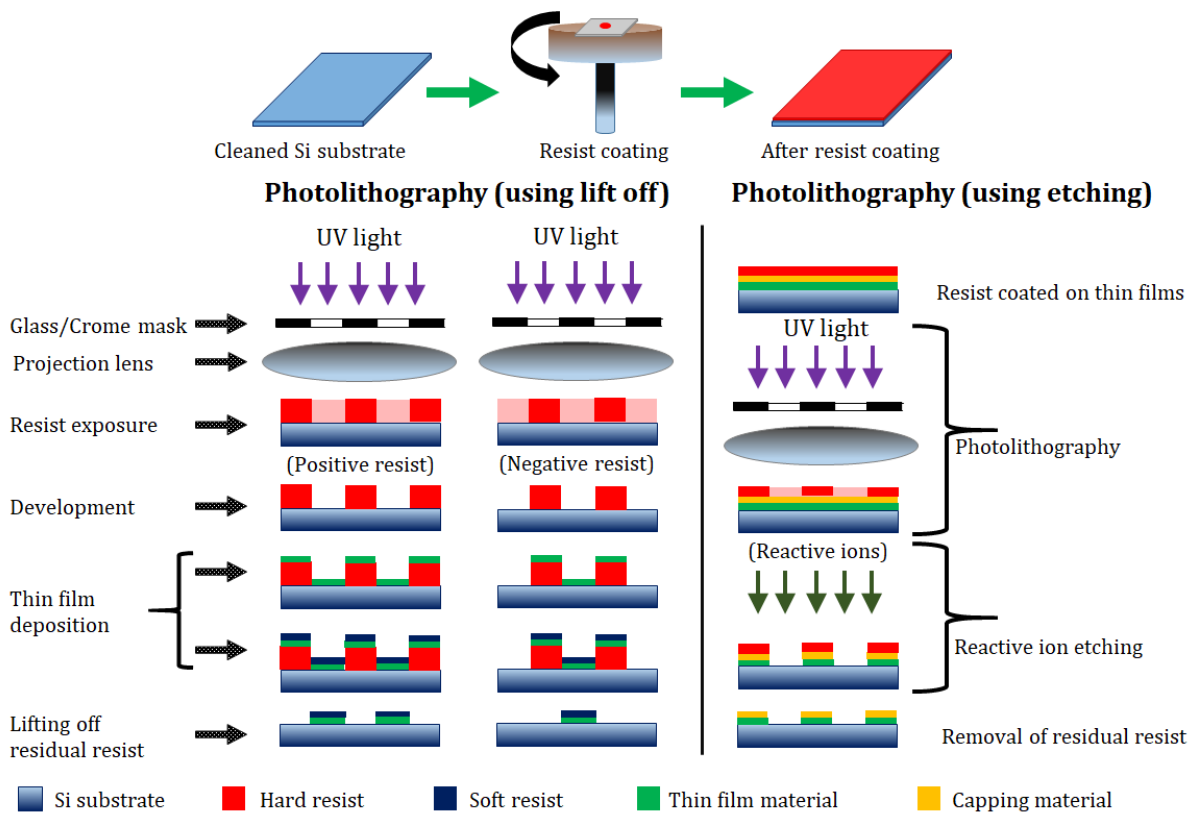 Cleaned Si substrate
Resist coating
After resist coating
Photolithography (using lift off)
Photolithography (using etching)
UV light
UV light
Glass/Crome mask
Projection lens
Resist exposure
(Positive resist)
(Negative resist)
Development
Thin film
deposition
Lifting off
residual resist
Resist coated on thin films
UV light
Photolithography
(Reactive ions)
Reactive ion etching
Removal of residual resist
Si substrate
Hard resist
Soft resist
Thin film material
Capping material